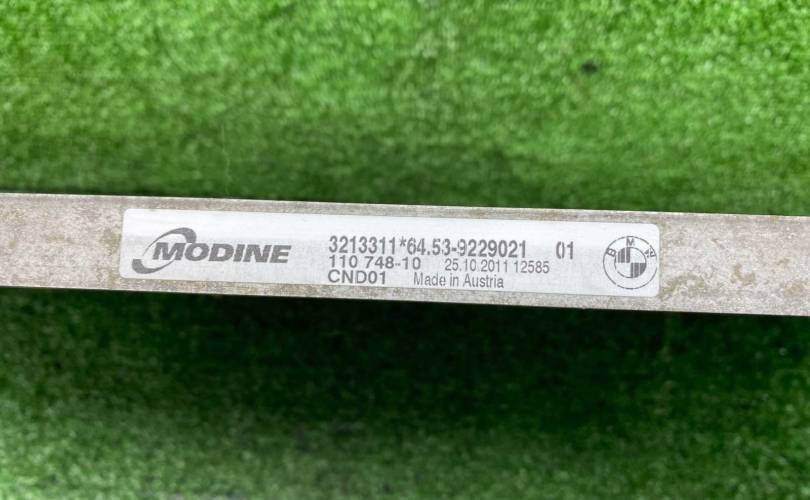 MODINE
3213311*64.53-9229021 01
110 748-10 25.10.2011 12585
CND01 Made in Austria
BMW